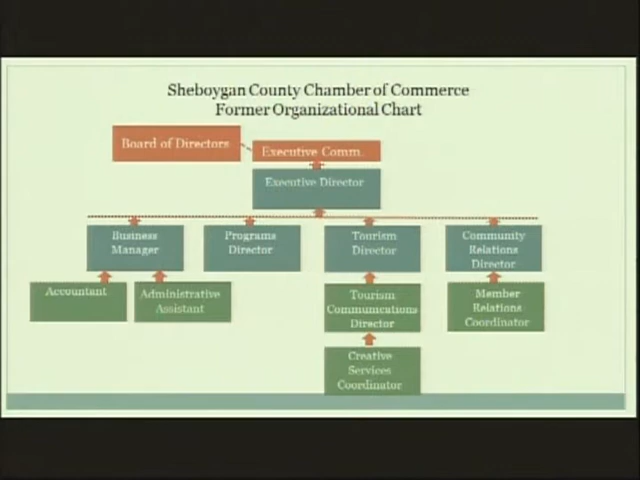 Sheboygan County Chamber of Commerce
Former Organizational Chart
Board of Directors
Executive Comm.
Executive Director
Business
Manager
Programs
Director
Tourism
Director
Community
Relations
Director
Accountant
Administrative
Assistant
Tourism
Communications
Director
Member
Relations
Coordinator
Creative
Services
Coordinator